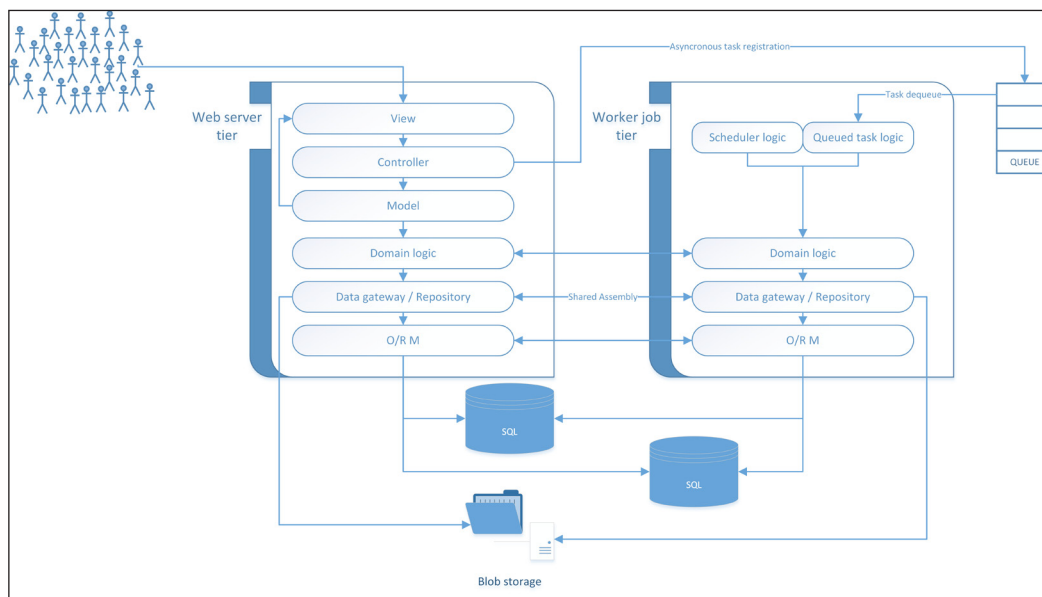 Asyncronous task registration
Web server
tier
View
Controller
Model
Domain logic
Data gateway / Repository
O/R M
Shared Assembly
Worker job
tier
Task dequeue
Scheduler logic
Queued task logic
QUEUE
Domain logic
Data gateway / Repository
O/R M
SQL
SQL
Blob storage